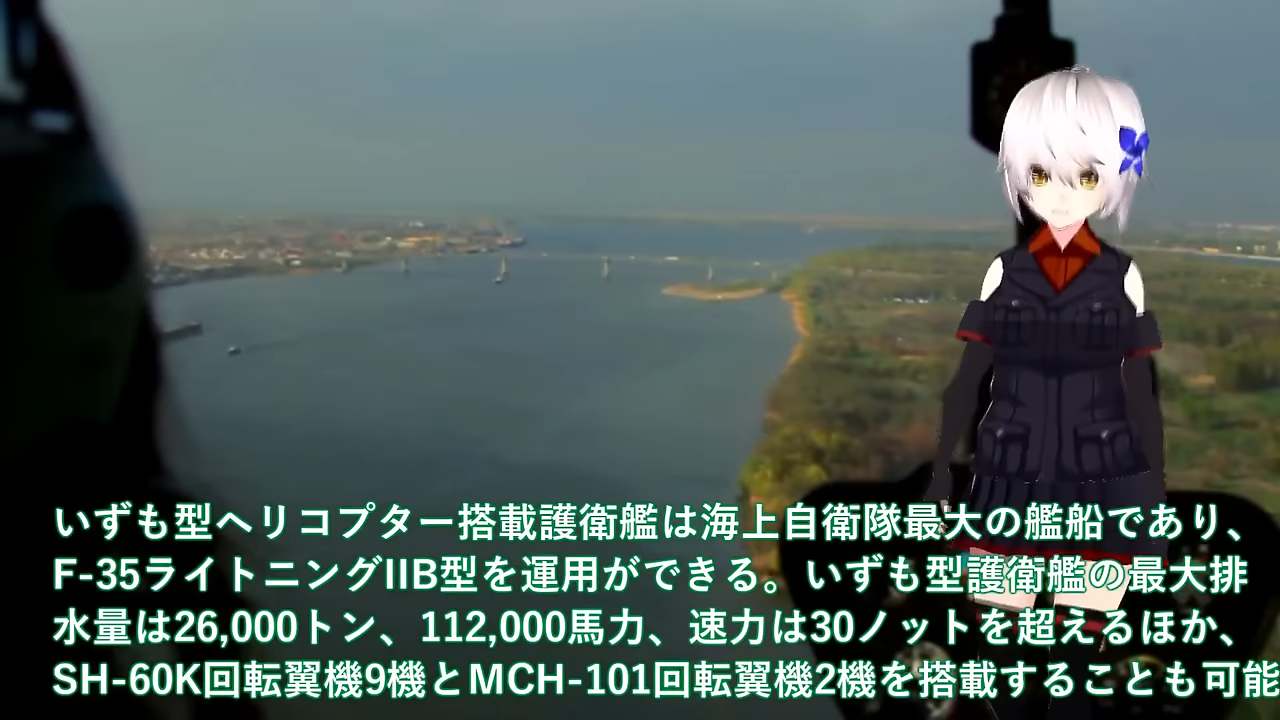 いずも型ヘリコプター搭載護衛艦は海上自衛隊最大の艦船であり、
F-35ライトニングIIB型を運用ができる。いずも型護衛艦の最大排
水量は26,000トン、112,000馬力、速力は30ノットを超えるほか、
SH-60K回転翼機9機とMCH-101回転翼機2機を搭載することも可能